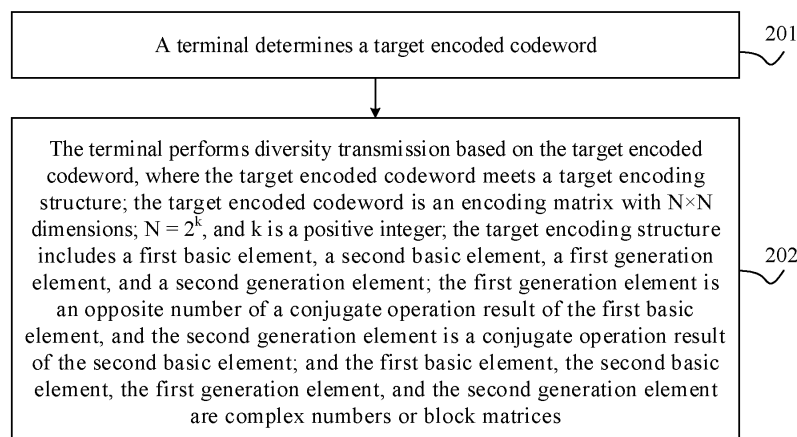 A terminal determines a target encoded codeword
201
The terminal performs diversity transmission based on the target encoded
codeword, where the target encoded codeword meets a target encoding
structure; the target encoded codeword is an encoding matrix with N×N
dimensions; N = 2^k, and k is a positive integer; the target encoding structure
includes a first basic element, a second basic element, a first generation
element, and a second generation element; the first generation element is
an opposite number of a conjugate operation result of the first basic
element, and the second generation element is a conjugate operation result
of the second basic element; and the first basic element, the second basic
element, the first generation element, and the second generation element
are complex numbers or block matrices
202